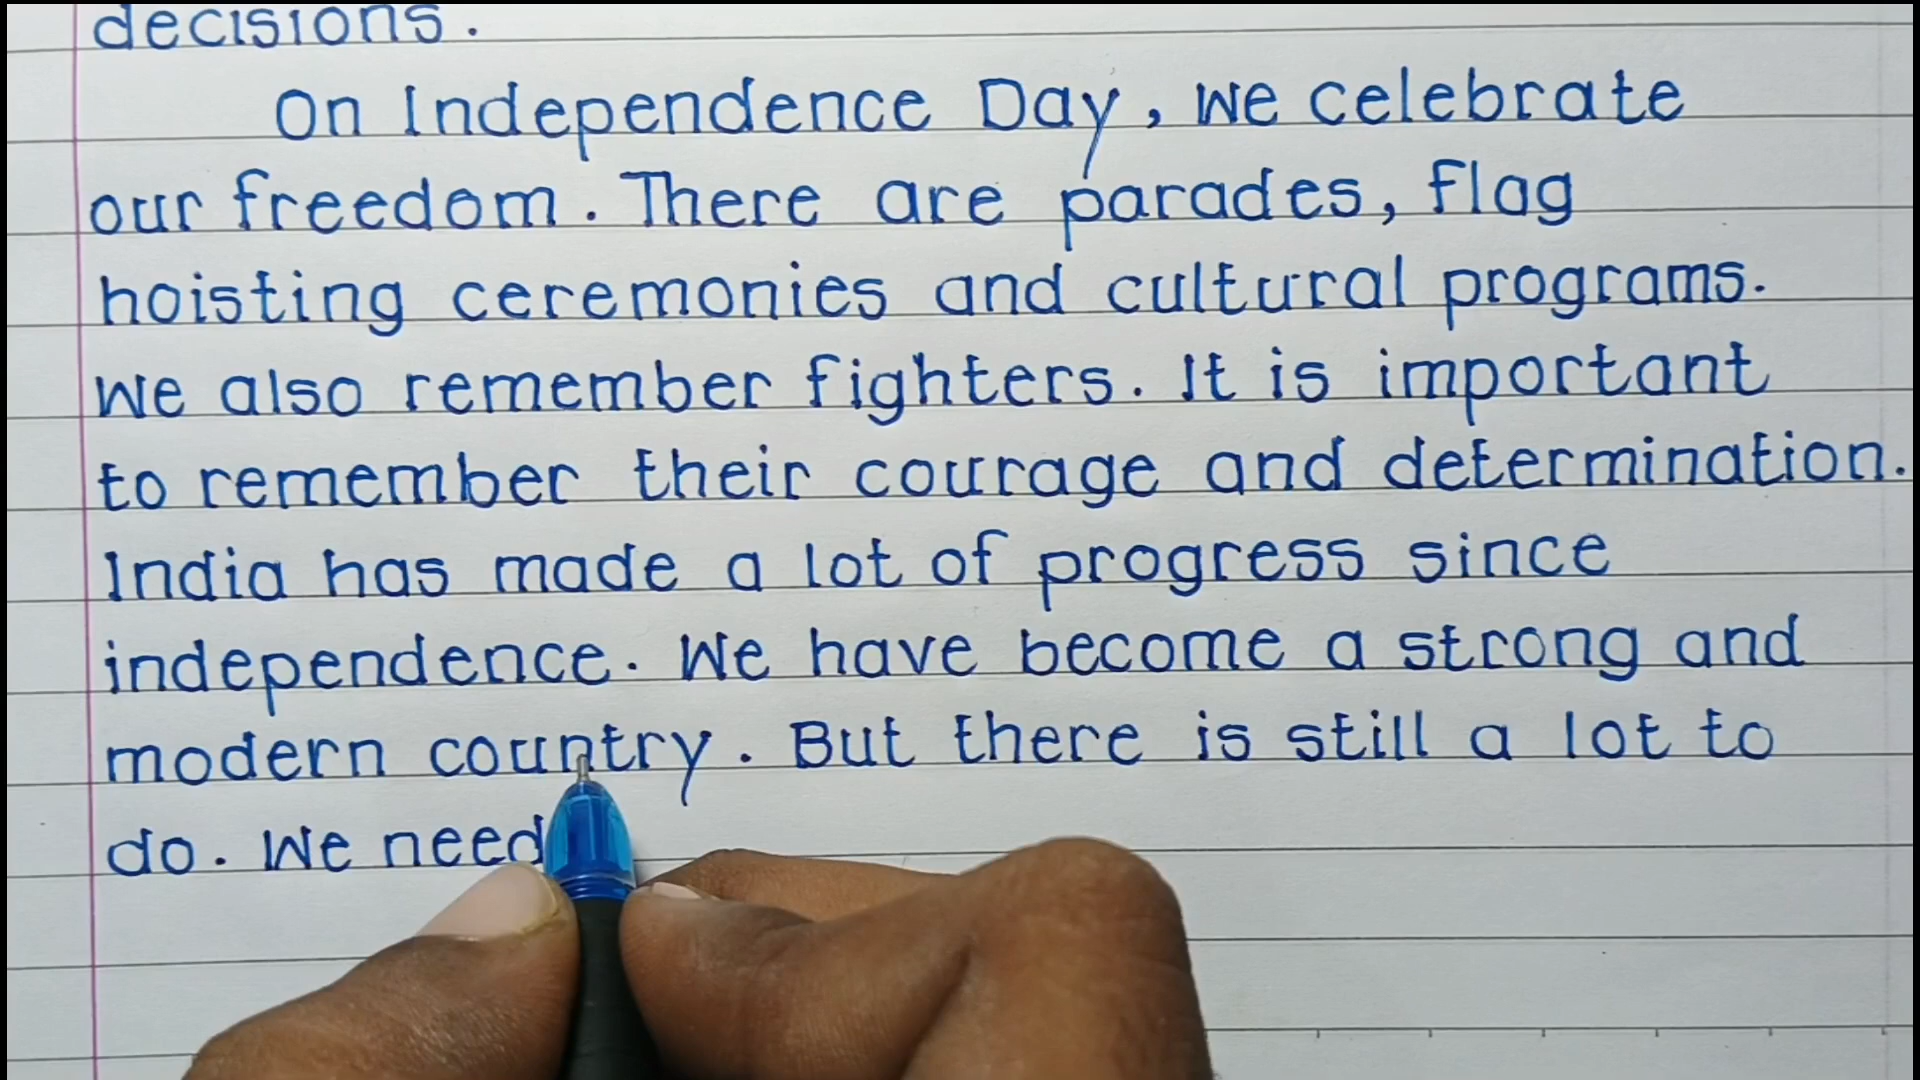 decisions.
On Independence Day, we celebrate
our freedom. There are parades, flag
hoisting ceremonies and cultural programs.
We also remember fighters. It is important
to remember their courage and determination.
India has made a lot of progress since
independence. We have become a strong and
modern country. But there is still a lot to
do. We need